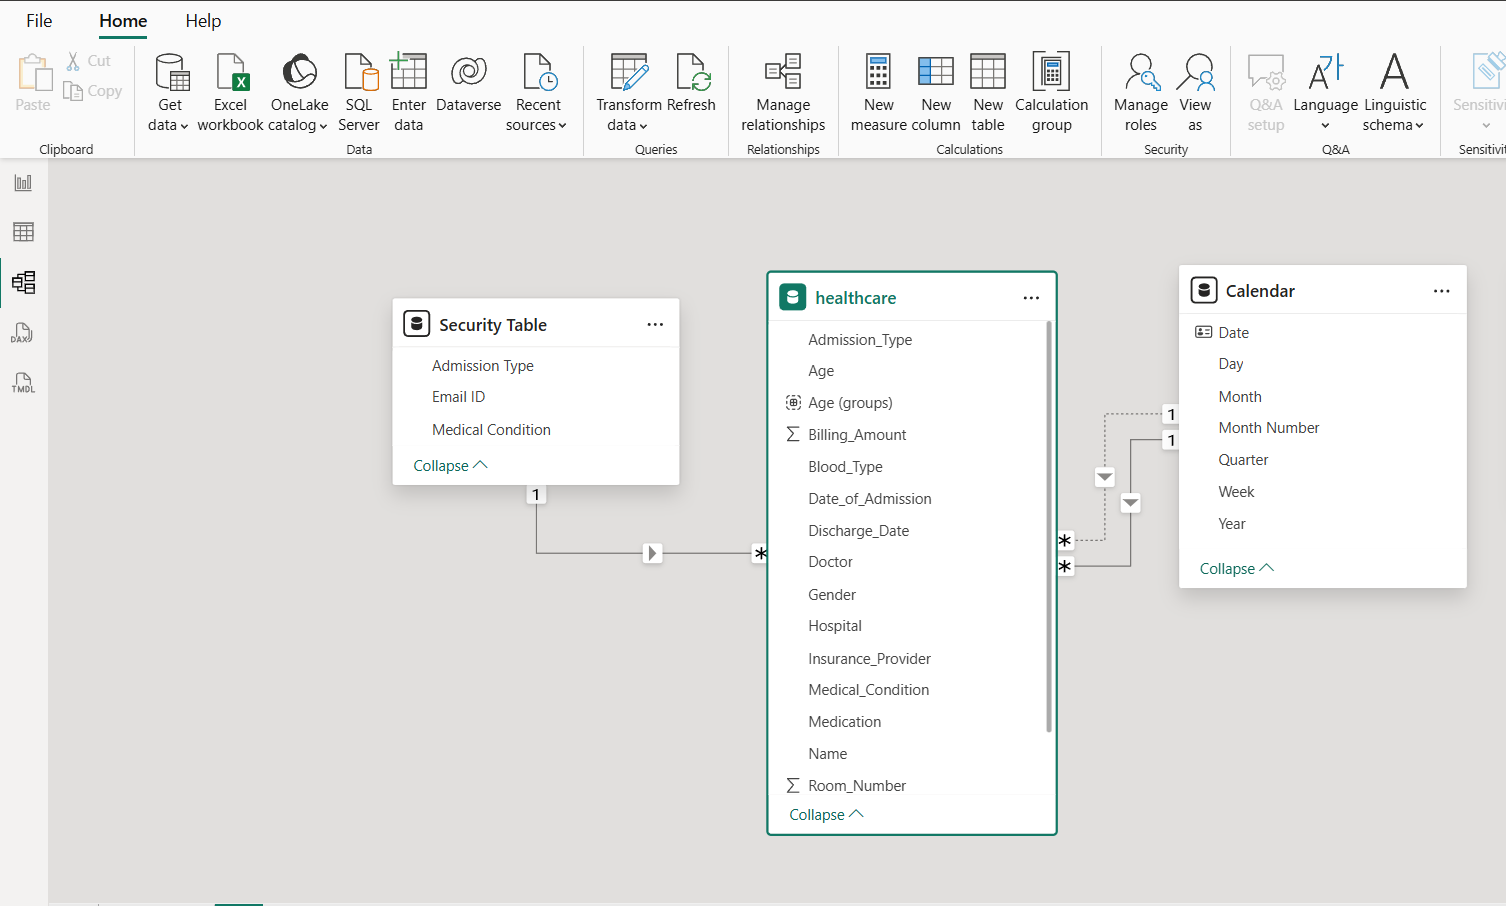 File Home Help
Paste
Cut
Copy
Clipboard
Get data
Excel workbook
OneLake catalog
SQL Server
Enter data
Dataverse
Recent sources
Data
Transform data
Refresh
Queries
Manage relationships
Relationships
New measure
New column
New table
Calculation group
Calculations
Manage roles
View as
Security
Q&A setup
Language
Linguistic schema
Q&A
Sensitivi
Sensitivit
DAX
TMDL
Security Table
Admission Type
Email ID
Medical Condition
Collapse
1
*
healthcare
Admission_Type
Age
Age (groups)
Billing_Amount
Blood_Type
Date_of_Admission
Discharge_Date
Doctor
Gender
Hospital
Insurance_Provider
Medical_Condition
Medication
Name
Room_Number
Collapse
*
*
1
1
Calendar
Date
Day
Month
Month Number
Quarter
Week
Year
Collapse